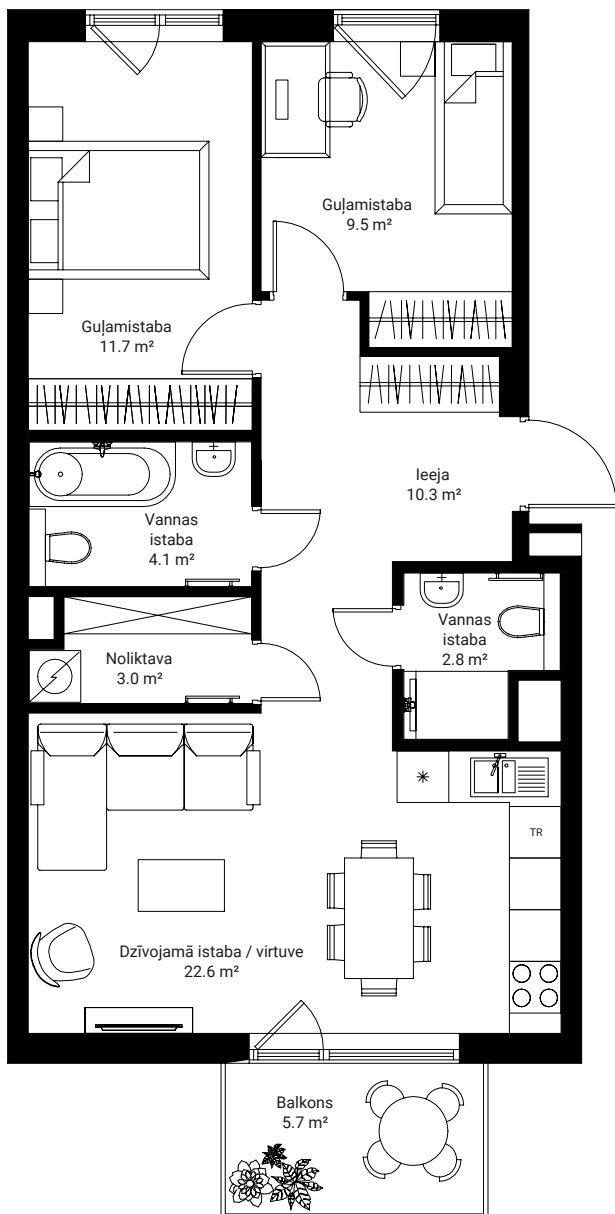 Guļamistaba
9.5 m²
Guļamistaba
11.7 m²
Ieeja
10.3 m²
Vannas
istaba
4.1 m²
Vannas
istaba
2.8 m²
Noliktava
3.0 m²
TR
Dzīvojamā istaba / virtuve
22.6 m²
Balkons
5.7 m²